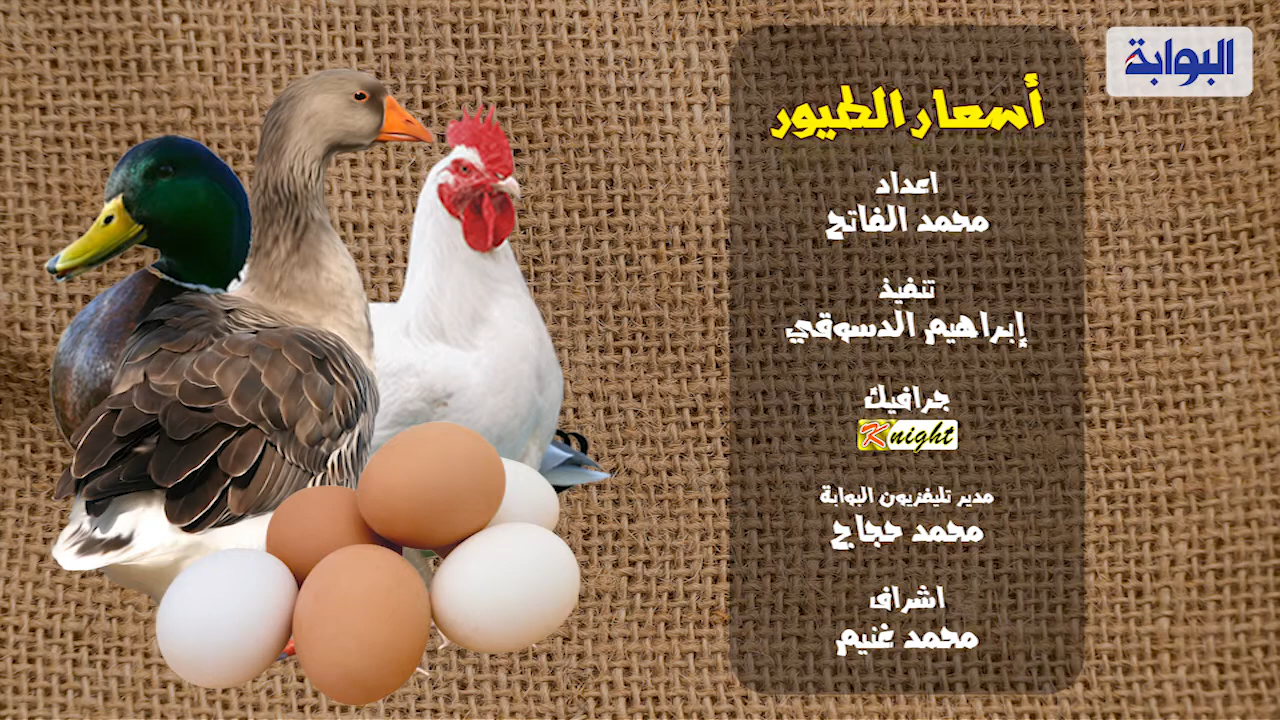 البوابة
أسعار الطيور
اعداد
محمد الفاتح
تنفيذ
إبراهيم الدسوقي
جرافيك
Knight
مدير تليفزيون البوابة
محمد حجاج
اشراف
محمد غنيم